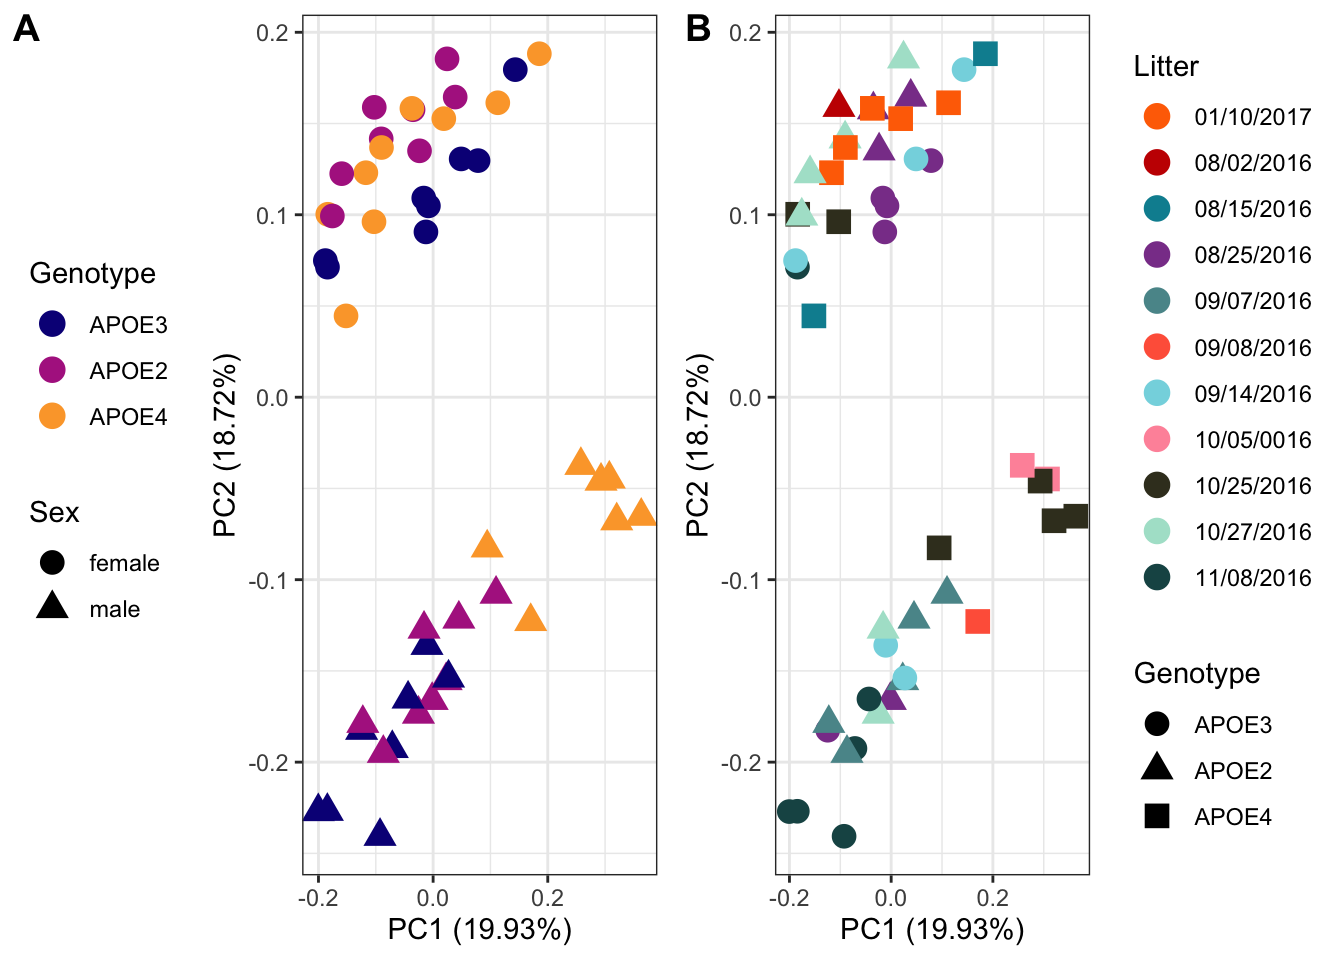 A
Genotype
APOE3
APOE2
APOE4
Sex
female
male
PC2 (18.72%)
0.2
0.1
0.0
-0.1
-0.2
-0.2
0.0
0.2
PC1 (19.93%)
B
PC2 (18.72%)
0.2
0.1
0.0
-0.1
-0.2
-0.2
0.0
0.2
PC1 (19.93%)
Litter
01/10/2017
08/02/2016
08/15/2016
08/25/2016
09/07/2016
09/08/2016
09/14/2016
10/05/0016
10/25/2016
10/27/2016
11/08/2016
Genotype
APOE3
APOE2
APOE4